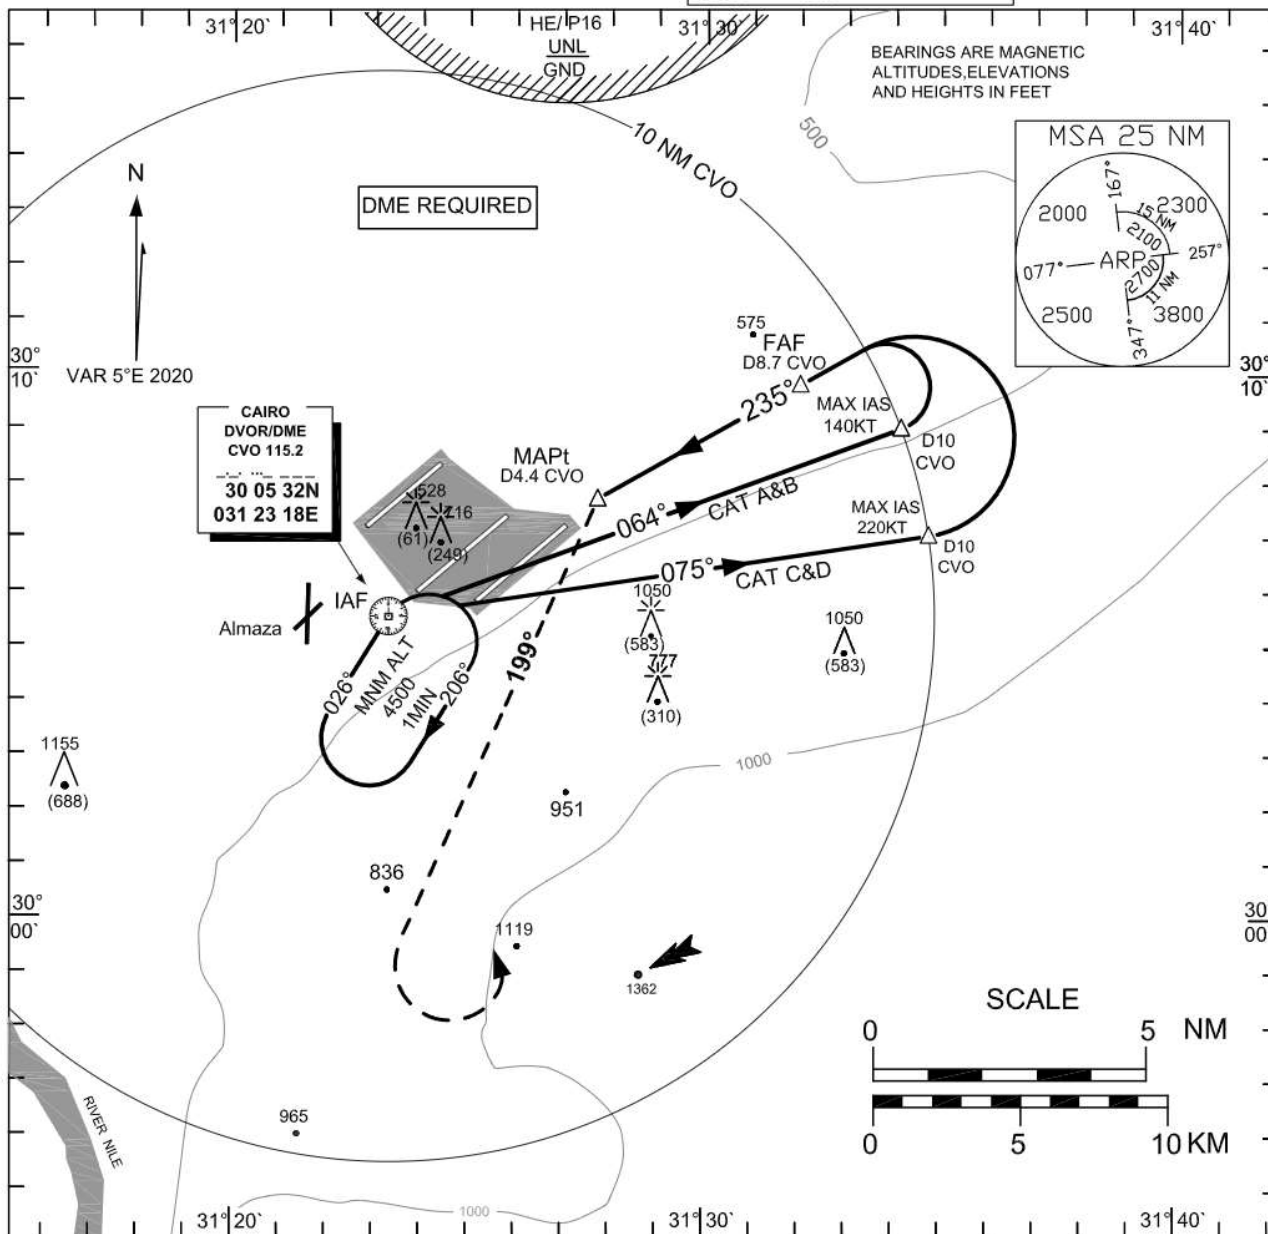 31°20`
HE/ P16
UNL
GND
31°30`
31°40`
BEARINGS ARE MAGNETIC
ALTITUDES,ELEVATIONS
AND HEIGHTS IN FEET
10 NM CVO
500
MSA 25 NM
167°
2000
2300
15 NM
2100
257°
ARP
077°
2700
11 NM
2500
3800
347°
N
DME REQUIRED
VAR 5°E 2020
575
FAF
D8.7 CVO
30°
10`
30°
10`
235°
MAX IAS
140KT
D10
CVO
CAIRO
DVOR/DME
CVO 115.2
30 05 32N
031 23 18E
MAPt
D4.4 CVO
528
(61)
(249)
064°
CAT A&B
MAX IAS
220KT
D10
CVO
075°
CAT C&D
IAF
Almaza
1050
(583)
1050
(583)
777
(310)
026°
MNM ALT
4500
1MIN
206°
199°
1155
(688)
1000
951
836
30°
00`
30
00`
1119
1362
SCALE
0
5
NM
0
5
10 KM
RIVER NILE
965
1000
31°20`
31°30`
31°40`